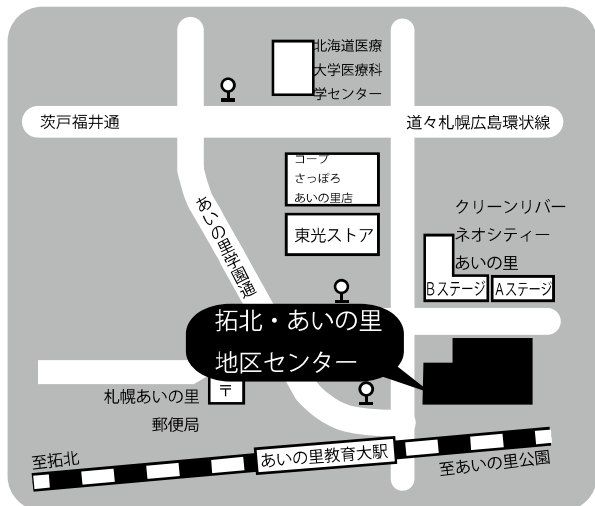 北海道医療
大学医療科
学センター
茨戸福井通
道々札幌広島環状線
コープ
さっぽろ
あいの里店
あいの里学園通
東光ストア
クリーンリバー
ネオシティー
あいの里
Bステージ
Aステージ
拓北・あいの里
地区センター
〒
札幌あいの里
郵便局
至拓北
あいの里教育大駅
至あいの里公園